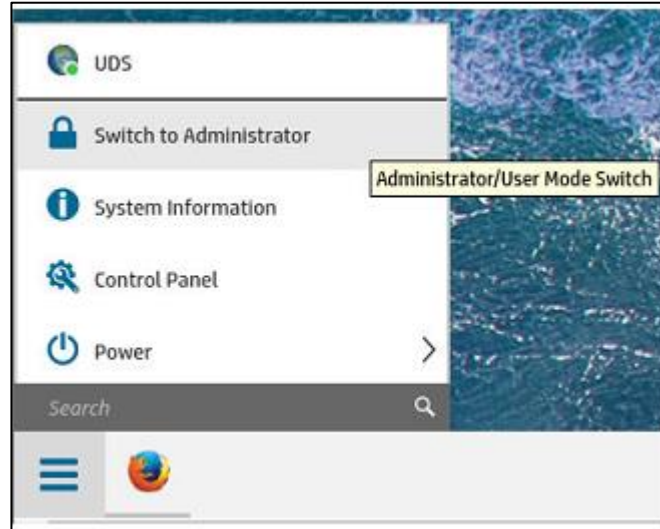 UDS
Switch to Administrator
Administrator/User Mode Switch
System Information
Control Panel
Power
Search